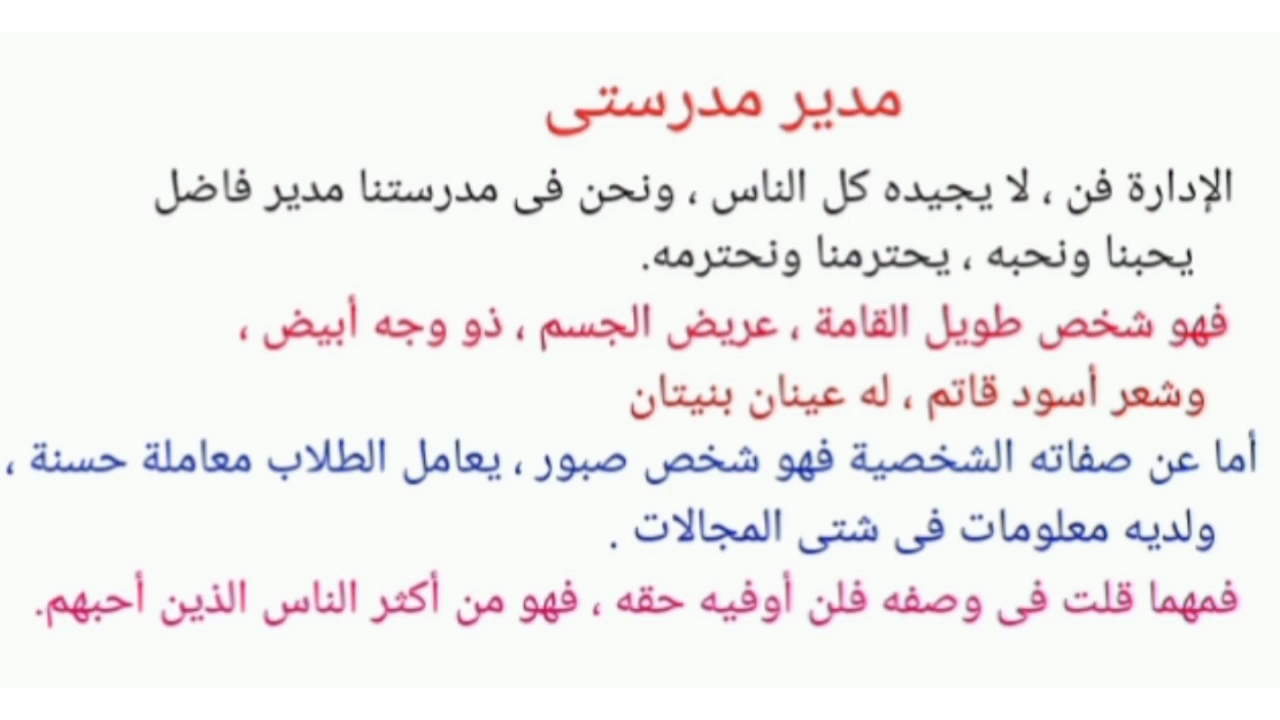 مدير مدرستى
الإدارة فن ، لا يجيده كل الناس ، ونحن فى مدرستنا مدير فاضل
يحبنا ونحبه ، يحترمنا ونحترمه.
فهو شخص طويل القامة ، عريض الجسم ، ذو وجه أبيض ،
وشعر أسود قاتم ، له عينان بنيتان
أما عن صفاته الشخصية فهو شخص صبور ، يعامل الطلاب معاملة حسنة ،
ولديه معلومات فى شتى المجالات .
فمهما قلت فى وصفه فلن أوفيه حقه ، فهو من أكثر الناس الذين أحبهم.